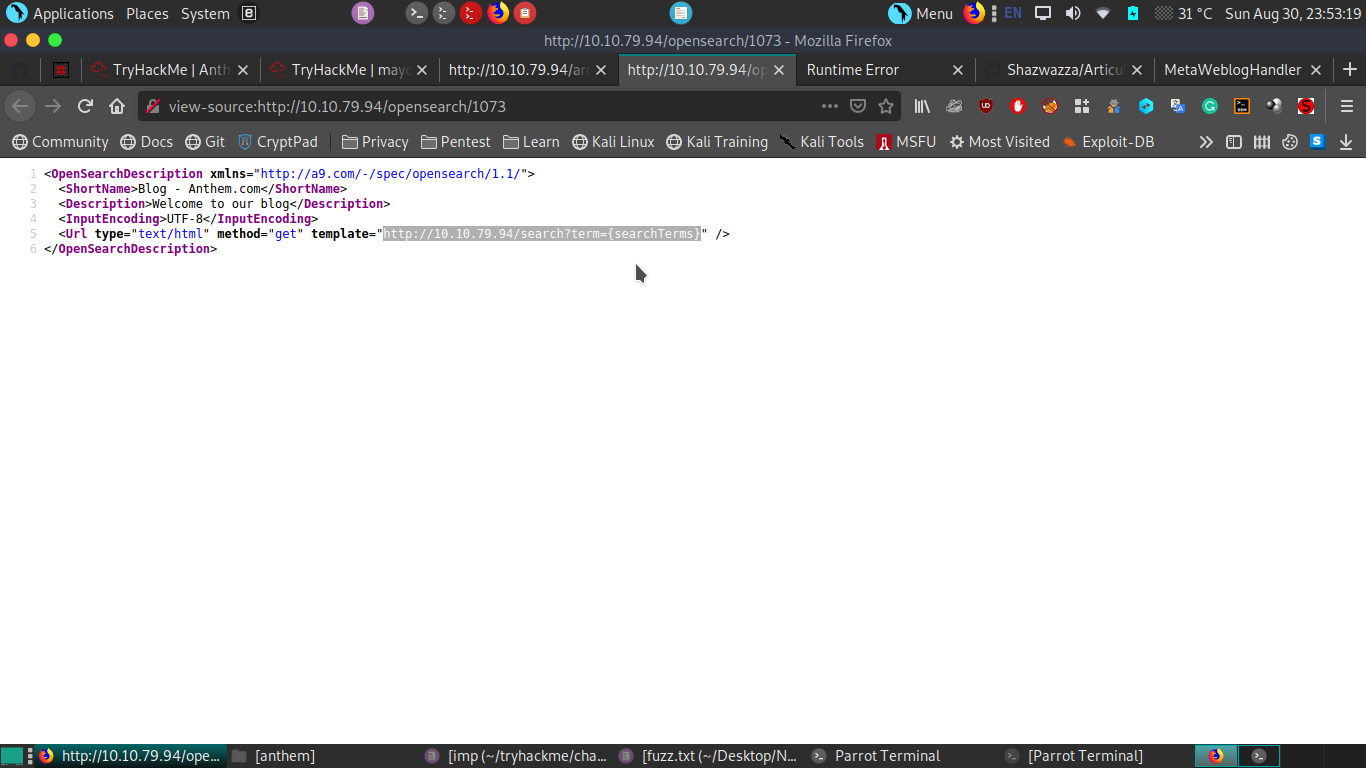 Applications Places System Menu EN 31 °C Sun Aug 30, 23:53:19
http://10.10.79.94/opensearch/1073 - Mozilla Firefox
TryHackMe | Anth TryHackMe | mayo http://10.10.79.94/ar http://10.10.79.94/op Runtime Error Shazwazza/Articu MetaWeblogHandler
view-source:http://10.10.79.94/opensearch/1073
Community Docs Git CryptPad Privacy Pentest Learn Kali Linux Kali Training Kali Tools MSFU Most Visited Exploit-DB
1 <OpenSearchDescription xmlns="http://a9.com/-/spec/opensearch/1.1/">
2 <ShortName>Blog - Anthem.com</ShortName>
3 <Description>Welcome to our blog</Description>
4 <InputEncoding>UTF-8</InputEncoding>
5 <Url type="text/html" method="get" template="http://10.10.79.94/search?term={searchTerms}" />
6 </OpenSearchDescription>
http://10.10.79.94/ope... [anthem] [imp (~/tryhackme/cha... [fuzz.txt (~/Desktop/N... Parrot Terminal [Parrot Terminal]